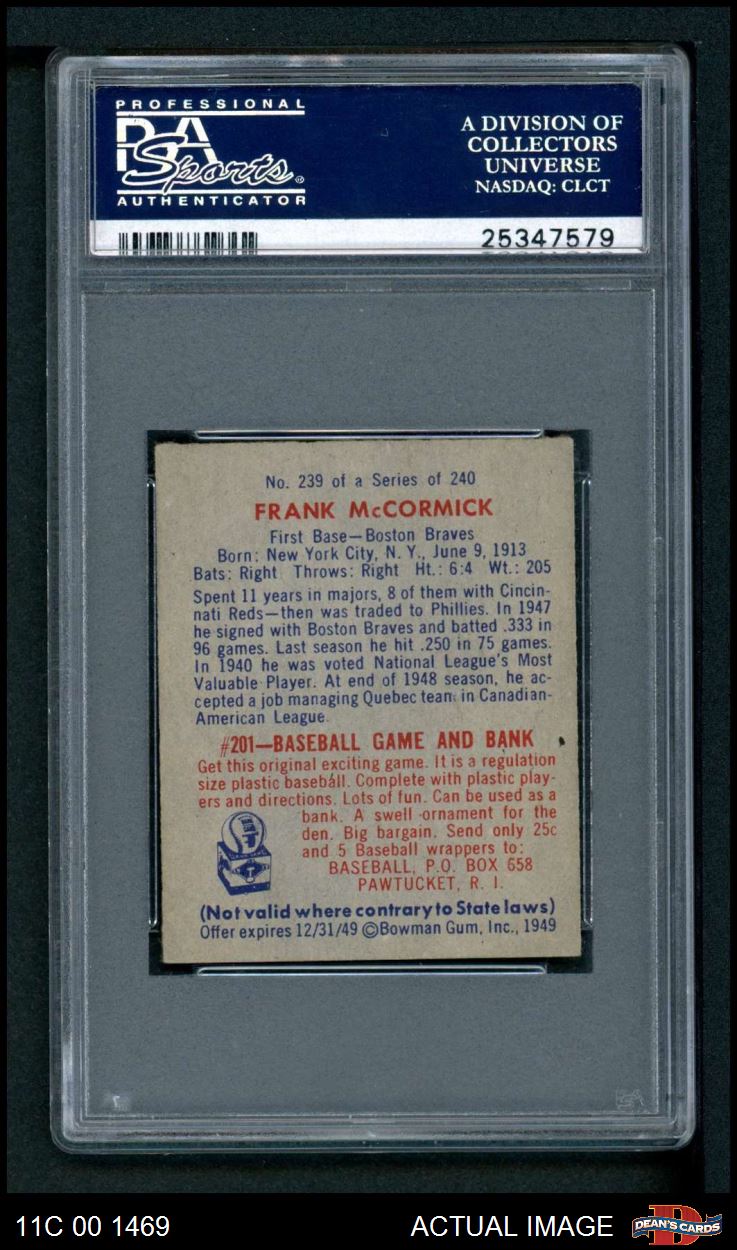 PROFESSIONAL
PSA
Sports
AUTHENTICATOR
A DIVISION OF
COLLECTORS
UNIVERSE
NASDAQ: CLCT
25347579
No. 239 of a Series of 240
FRANK McCORMICK
First Base—Boston Braves
Born: New York City, N. Y., June 9, 1913
Bats: Right Throws: Right Ht.: 6:4 Wt.: 205
Spent 11 years in majors, 8 of them with Cincin-
nati Reds—then was traded to Phillies. In 1947
he signed with Boston Braves and batted .333 in
96 games. Last season he hit .250 in 75 games.
In 1940 he was voted National League's Most
Valuable Player. At end of 1948 season, he ac-
cepted a job managing Quebec team in Canadian-
American League.
#201—BASEBALL GAME AND BANK
Get this original exciting game. It is a regulation
size plastic baseball. Complete with plastic play-
ers and directions. Lots of fun. Can be used as a
bank. A swell ornament for the
den. Big bargain. Send only 25c
and 5 Baseball wrappers to:
BASEBALL, P.O. BOX 658
PAWTUCKET, R. I.
(Not valid where contrary to State laws)
Offer expires 12/31/49 ©Bowman Gum, Inc., 1949
11C 00 1469
ACTUAL IMAGE
DEAN'S CARDS